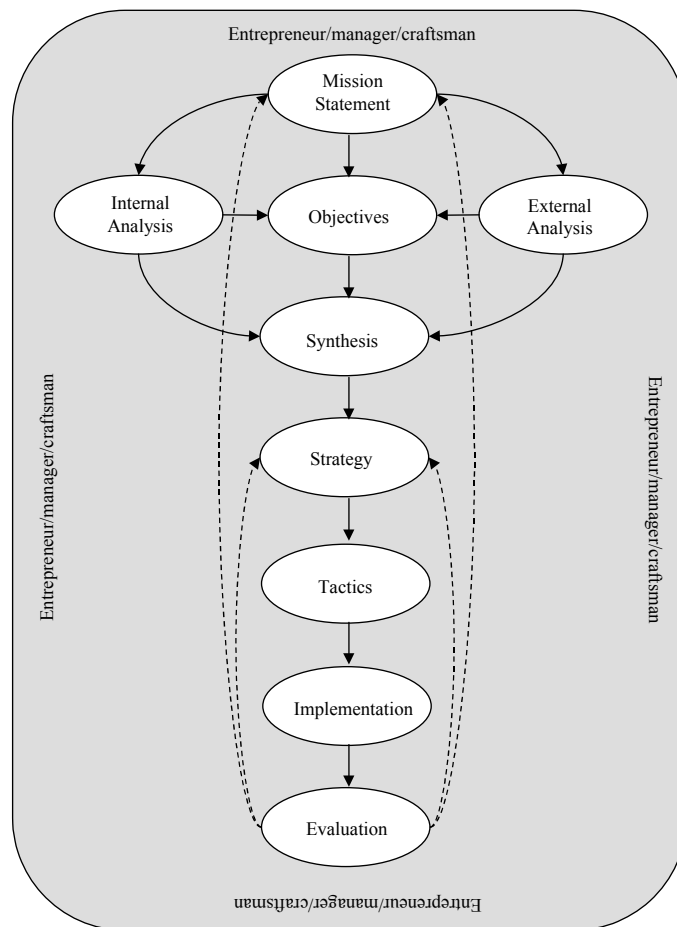 Entrepreneur/manager/craftsman
Mission
Statement
Internal
Analysis
Objectives
External
Analysis
Synthesis
Entrepreneur/manager/craftsman
Entrepreneur/manager/craftsman
Strategy
Tactics
Implementation
Evaluation
Entrepreneur/manager/craftsman